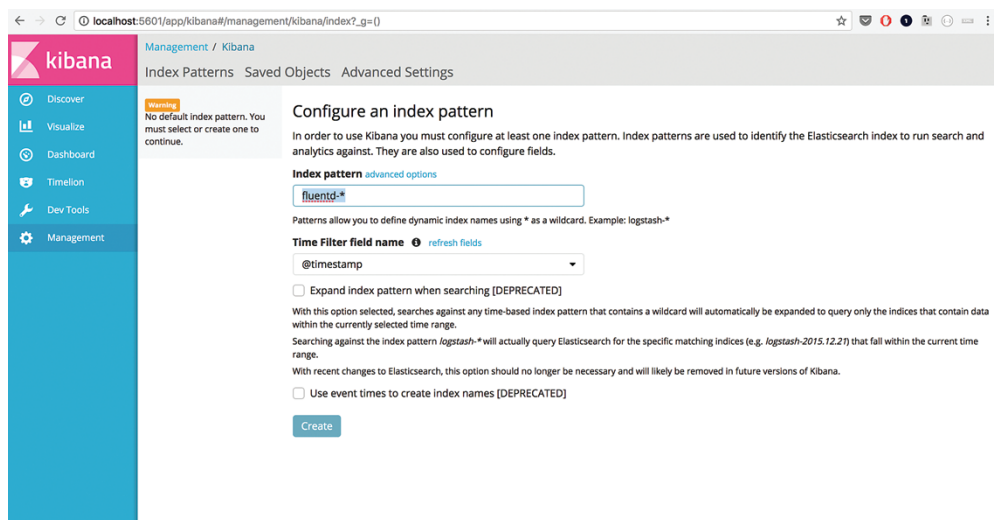 localhost:5601/app/kibana#/management/kibana/index?_g=()
kibana
Discover
Visualize
Dashboard
Timelion
Dev Tools
Management
Management / Kibana
Index Patterns Saved Objects Advanced Settings
Warning
No default index pattern. You
must select or create one to
continue.
Configure an index pattern
In order to use Kibana you must configure at least one index pattern. Index patterns are used to identify the Elasticsearch index to run search and
analytics against. They are also used to configure fields.
Index pattern advanced options
fluentd-*
Patterns allow you to define dynamic index names using * as a wildcard. Example: logstash-*
Time Filter field name refresh fields
@timestamp
Expand index pattern when searching [DEPRECATED]
With this option selected, searches against any time-based index pattern that contains a wildcard will automatically be expanded to query only the indices that contain data
within the currently selected time range.
Searching against the index pattern logstash-* will actually query Elasticsearch for the specific matching indices (e.g. logstash-2015.12.21) that fall within the current time
range.
With recent changes to Elasticsearch, this option should no longer be necessary and will likely be removed in future versions of Kibana.
Use event times to create index names [DEPRECATED]
Create